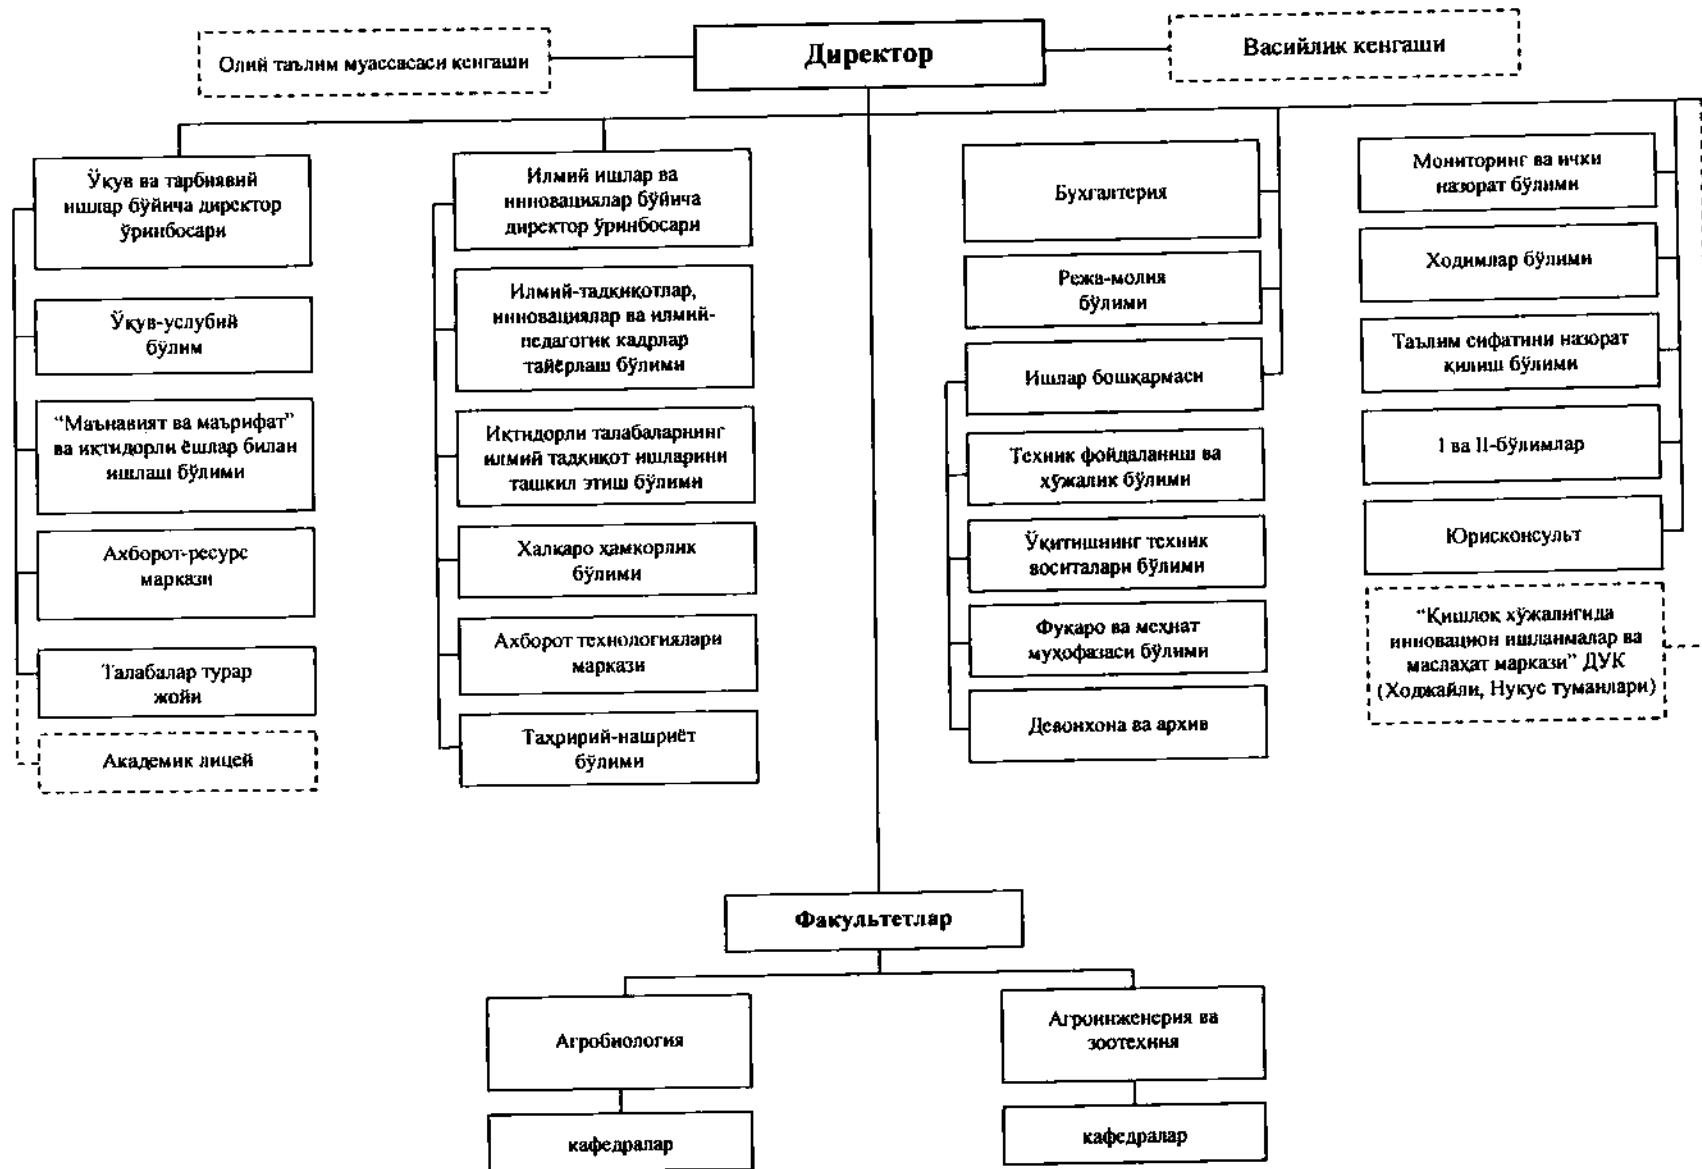 Олий таълим муассасаси кенгаши
Директор
Васийлик кенгаши
Ўқув ва тарбиявий
ишлар бўйича директор
ўринбосари
Ўқув-услубий
бўлим
“Маънавият ва маърифат”
ва иқтидорли ёшлар билан
ишлаш бўлими
Ахборот-ресурс
маркази
Талабалар турар
жойи
Академик лицей
Илмий ишлар ва
инновациялар бўйича
директор ўринбосари
Илмий-тадқиқотлар,
инновациялар ва илмий-
педагогик кадрлар
тайёрлаш бўлими
Иқтидорли талабаларнинг
илмий тадқиқот ишларини
ташкил этиш бўлими
Халқаро ҳамкорлик
бўлими
Ахборот технологиялари
маркази
Таҳририй-нашриёт
бўлими
Бухгалтерия
Режа-молия
бўлими
Ишлар бошқармаси
Техник фойдаланиш ва
хўжалик бўлими
Ўқитишнинг техник
воситалари бўлими
Фуқаро ва меҳнат
муҳофазаси бўлими
Девонхона ва архив
Мониторинг ва ички
назорат бўлими
Ходимлар бўлими
Таълим сифатини назорат
қилиш бўлими
I ва II-бўлимлар
Юрисконсульт
“Қишлоқ хўжалигида
инновацион ишланмалар ва
маслаҳат маркази” ДУК
(Ходжайли, Нукус туманлари)
Факультетлар
Агробиология
Агроинженерия ва
зоотехния
кафедралар
кафедралар